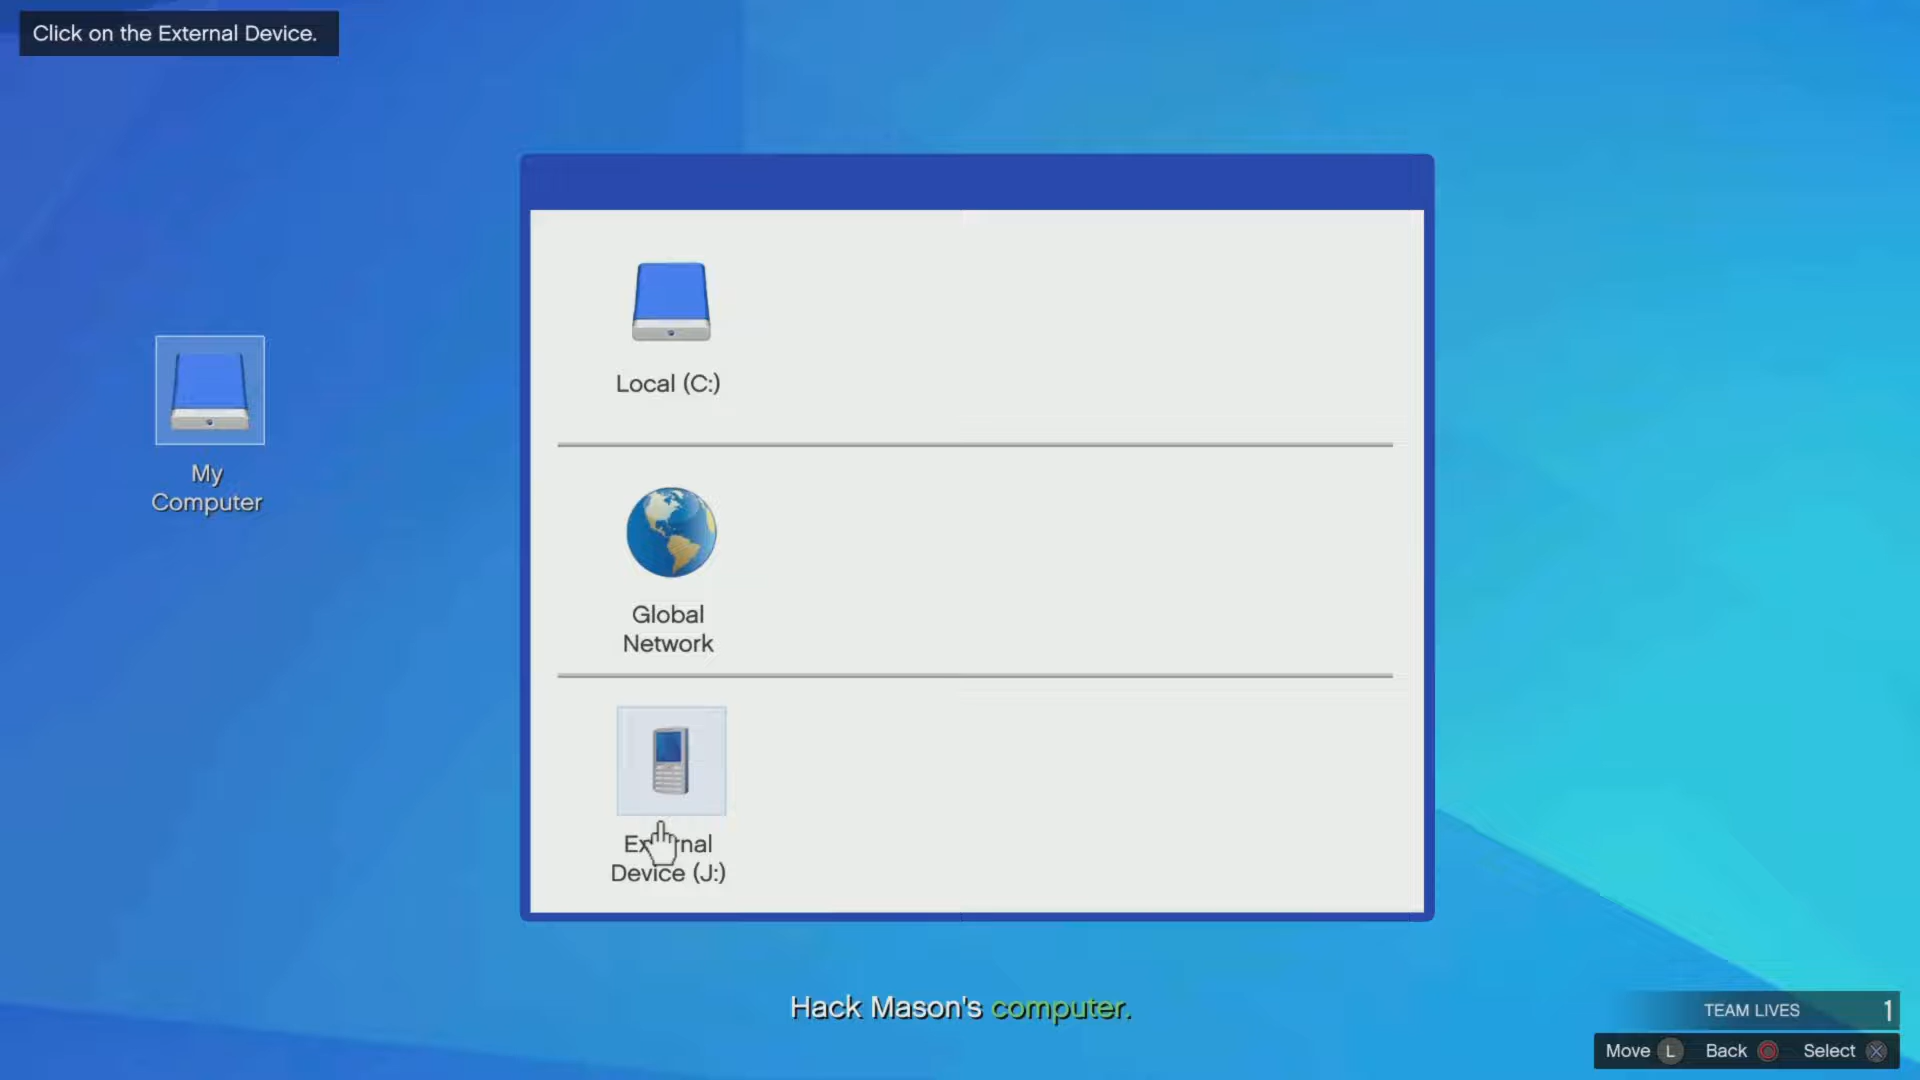 Click on the External Device.
Local (C:)
My
Computer
Global
Network
External
Device (J:)
Hack Mason's computer.
TEAM LIVES 1
Move L Back Select